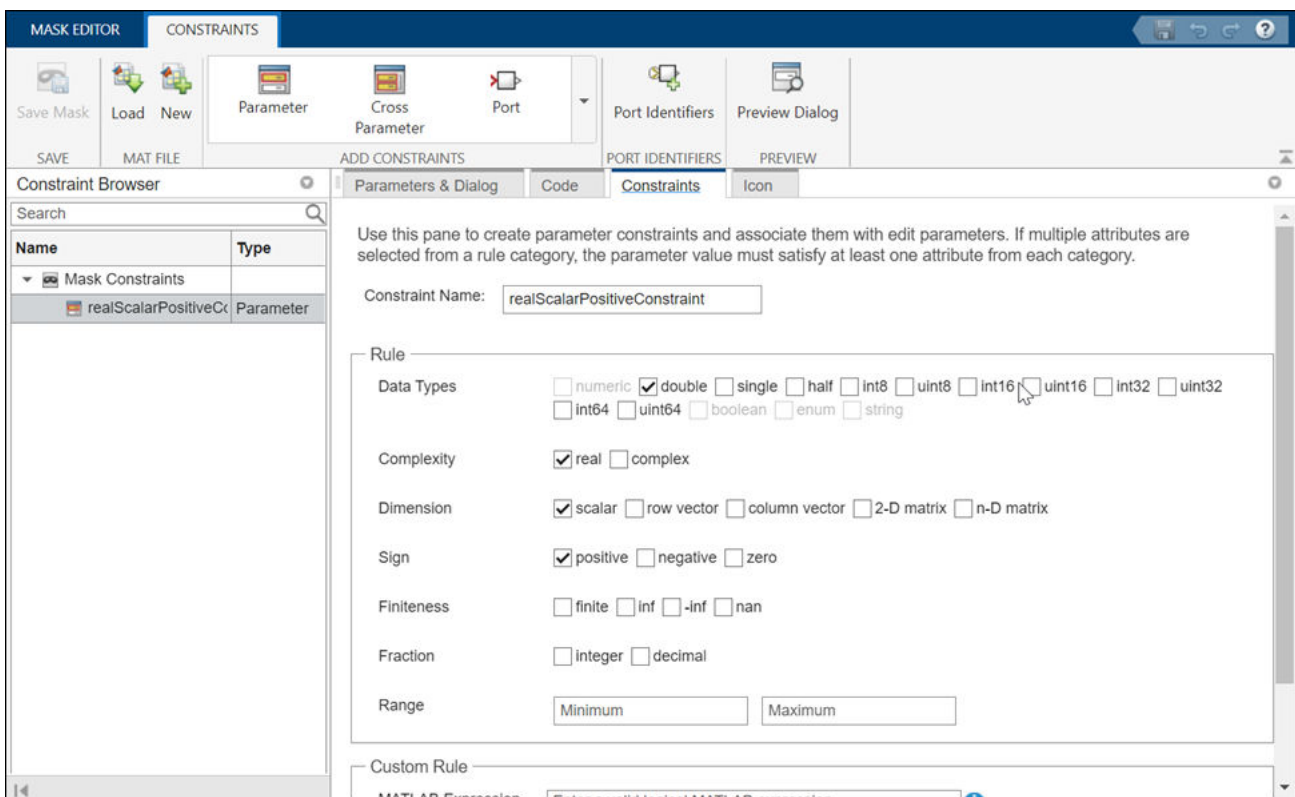 MASK EDITOR CONSTRAINTS
Save Mask Load New Parameter Cross Parameter Port Port Identifiers Preview Dialog
SAVE MAT FILE ADD CONSTRAINTS PORT IDENTIFIERS PREVIEW
Constraint Browser
Search
Name Type
Mask Constraints
realScalarPositiveCo Parameter
Parameters & Dialog Code Constraints Icon
Use this pane to create parameter constraints and associate them with edit parameters. If multiple attributes are
selected from a rule category, the parameter value must satisfy at least one attribute from each category.
Constraint Name: realScalarPositiveConstraint
Rule
Data Types numeric double single half int8 uint8 int16 uint16 int32 uint32
int64 uint64 boolean enum string
Complexity real complex
Dimension scalar row vector column vector 2-D matrix n-D matrix
Sign positive negative zero
Finiteness finite inf -inf nan
Fraction integer decimal
Range Minimum Maximum
Custom Rule
MATLAB Expression